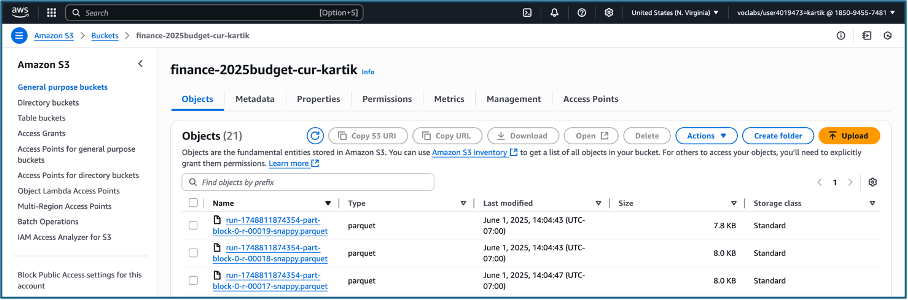 aws
Search [Option+S] United States (N. Virginia) voclabs/user4019473=kartik @ 1850-9455-7481
Amazon S3 > Buckets > finance-2025budget-cur-kartik
Amazon S3
General purpose buckets
Directory buckets
Table buckets
Access Grants
Access Points for general purpose
buckets
Access Points for directory buckets
Object Lambda Access Points
Multi-Region Access Points
Batch Operations
IAM Access Analyzer for S3
Block Public Access settings for this
account
finance-2025budget-cur-kartik Info
Objects Metadata Properties Permissions Metrics Management Access Points
Objects (21) Copy S3 URI Copy URL Download Open Delete Actions Create folder Upload
Objects are the fundamental entities stored in Amazon S3. You can use Amazon S3 inventory to get a list of all objects in your bucket. For others to access your objects, you'll need to explicitly
grant them permissions. Learn more
Find objects by prefix 1
Name Type Last modified Size Storage class
run-1748811874354-part-
block-0-r-00019-snappy.parquet
parquet
June 1, 2025, 14:04:43 (UTC-
07:00)
7.8 KB
Standard
run-1748811874354-part-
block-0-r-00018-snappy.parquet
parquet
June 1, 2025, 14:04:43 (UTC-
07:00)
8.0 KB
Standard
run-1748811874354-part-
block-0-r-00017-snappy.parquet
parquet
June 1, 2025, 14:04:47 (UTC-
07:00)
8.0 KB
Standard